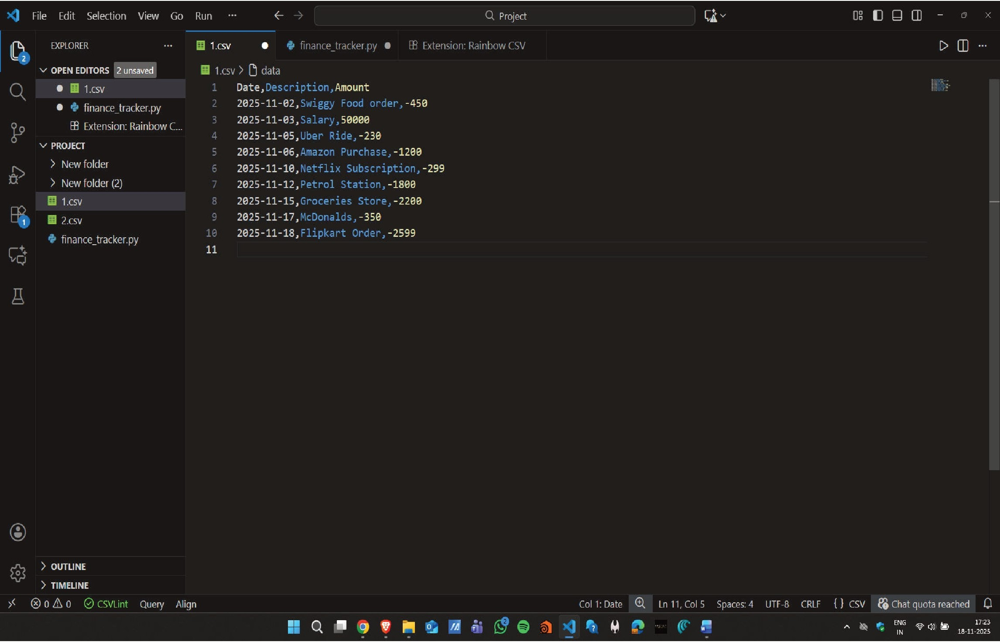 File Edit Selection View Go Run ···
Project
EXPLORER ···
OPEN EDITORS 2 unsaved
1.csv
finance_tracker.py
Extension: Rainbow C...
PROJECT
New folder
New folder (2)
1.csv
2.csv
finance_tracker.py
OUTLINE
TIMELINE
2
1
1.csv finance_tracker.py Extension: Rainbow CSV
1.csv > data
1 Date,Description,Amount
2 2025-11-02,Swiggy Food order,-450
3 2025-11-03,Salary,50000
4 2025-11-05,Uber Ride,-230
5 2025-11-06,Amazon Purchase,-1200
6 2025-11-10,Netflix Subscription,-299
7 2025-11-12,Petrol Station,-1800
8 2025-11-15,Groceries Store,-2200
9 2025-11-17,McDonalds,-350
10 2025-11-18,Flipkart Order,-2599
11
0 0 CSVLint Query Align Col 1: Date Ln 11, Col 5 Spaces: 4 UTF-8 CRLF {} CSV Chat quota reached
2
ENG
IN
17:23
18-11-2025